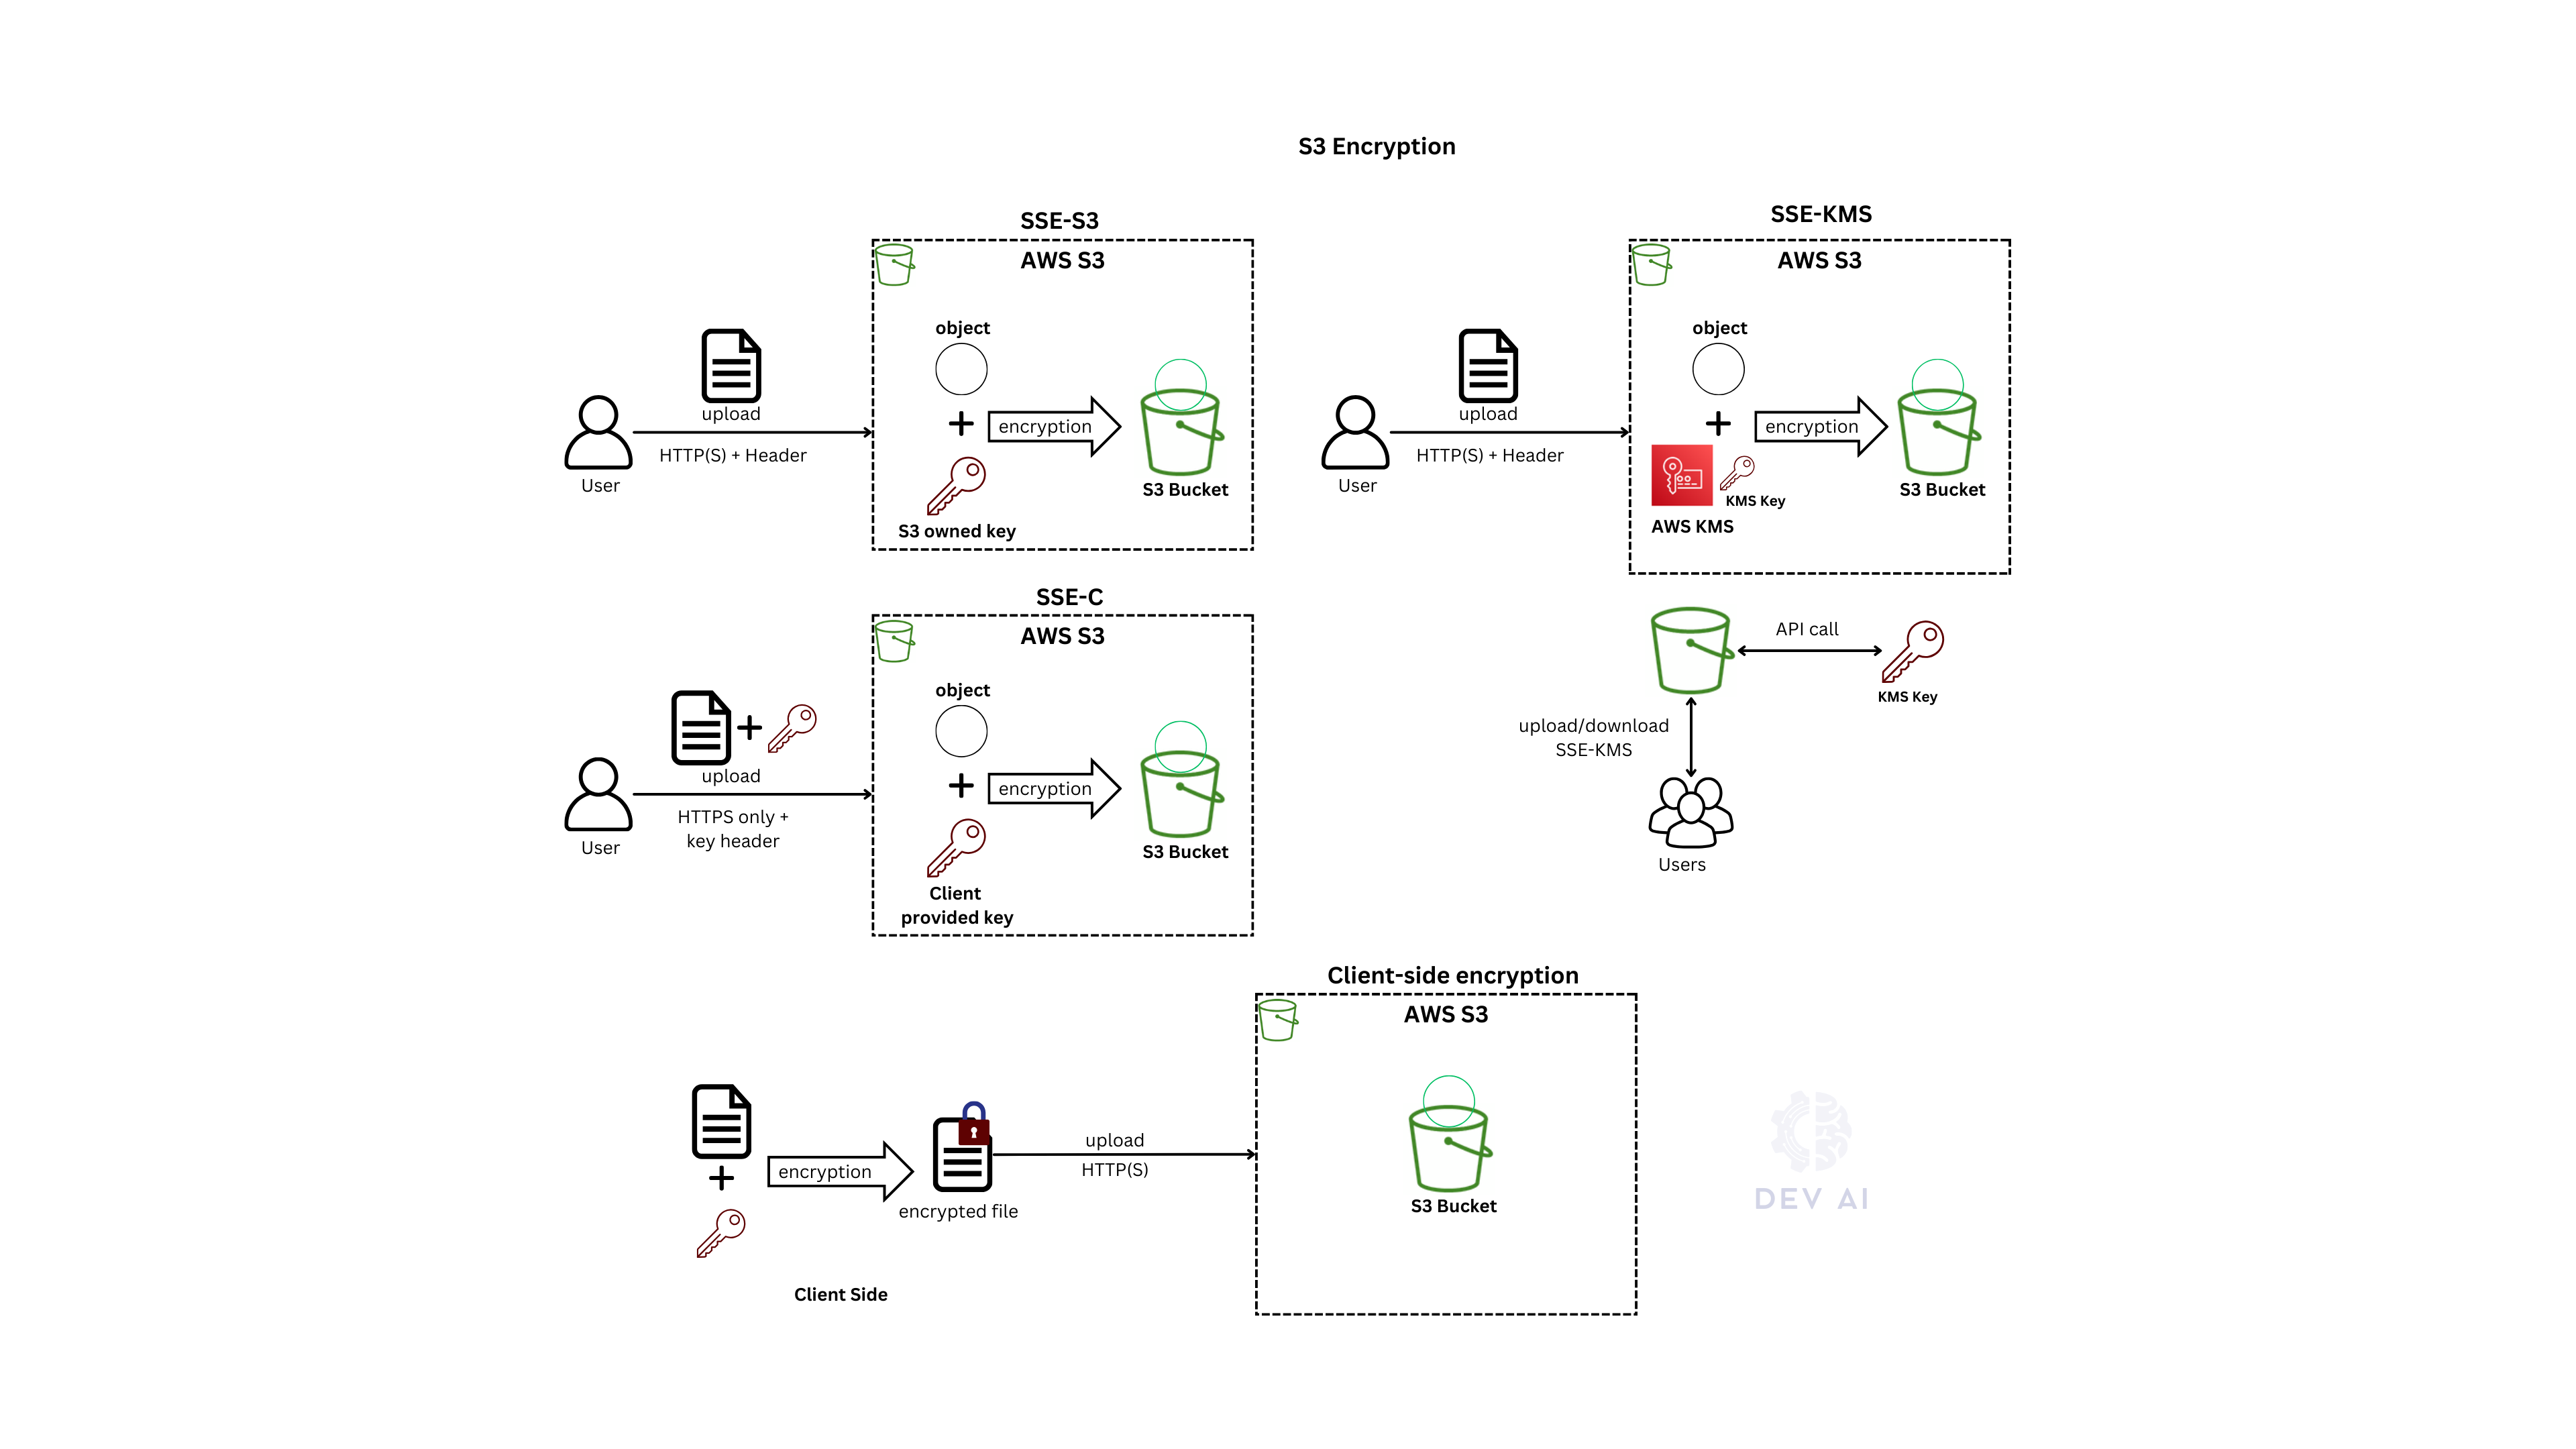 S3 Encryption
SSE-S3
AWS S3
object
upload
HTTP(S) + Header
User
encryption
S3 Bucket
S3 owned key
SSE-KMS
AWS S3
object
upload
HTTP(S) + Header
User
encryption
KMS Key
AWS KMS
S3 Bucket
API call
KMS Key
upload/download
SSE-KMS
Users
SSE-C
AWS S3
object
upload
HTTPS only +
key header
User
encryption
S3 Bucket
Client
provided key
Client-side encryption
AWS S3
encryption
encrypted file
upload
HTTP(S)
S3 Bucket
Client Side
DEV AI